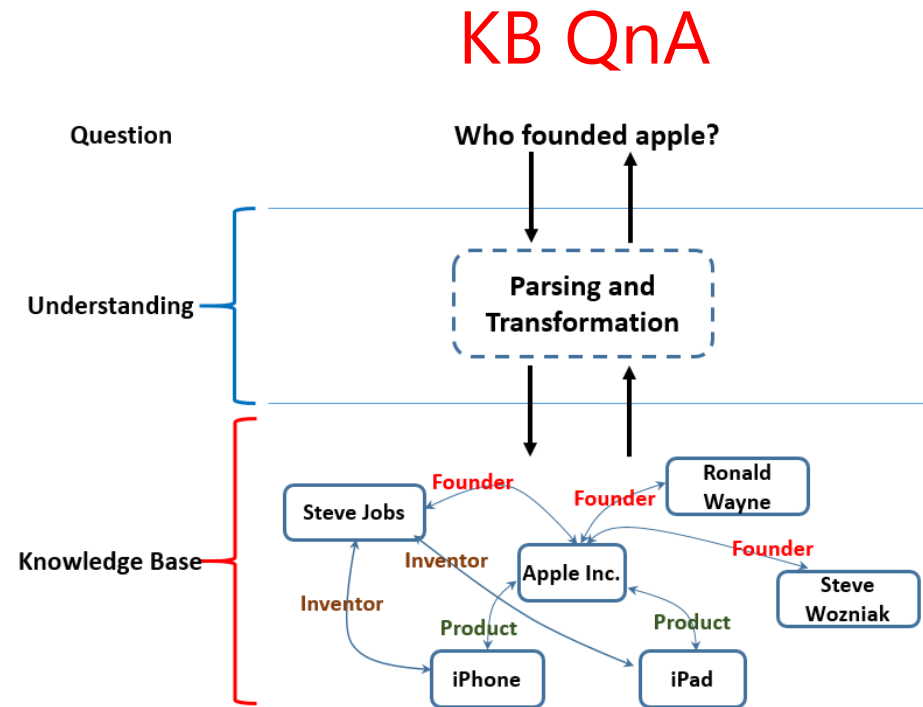 KB QnA
Question
Who founded apple?
Understanding
Parsing and
Transformation
Knowledge Base
Founder
Ronald
Wayne
Founder
Steve Jobs
Founder
Inventor
Apple Inc.
Steve
Wozniak
Inventor
Product
Product
iPhone
iPad